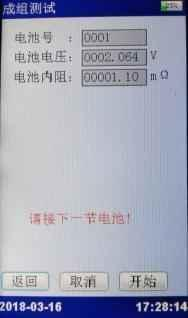 成组测试
电池号 : 0001
电池电压: 0002.064 V
电池内阻: 00001.10 mΩ
请接下一节电池!
返回 取消 开始
2018-03-16 17:28:14